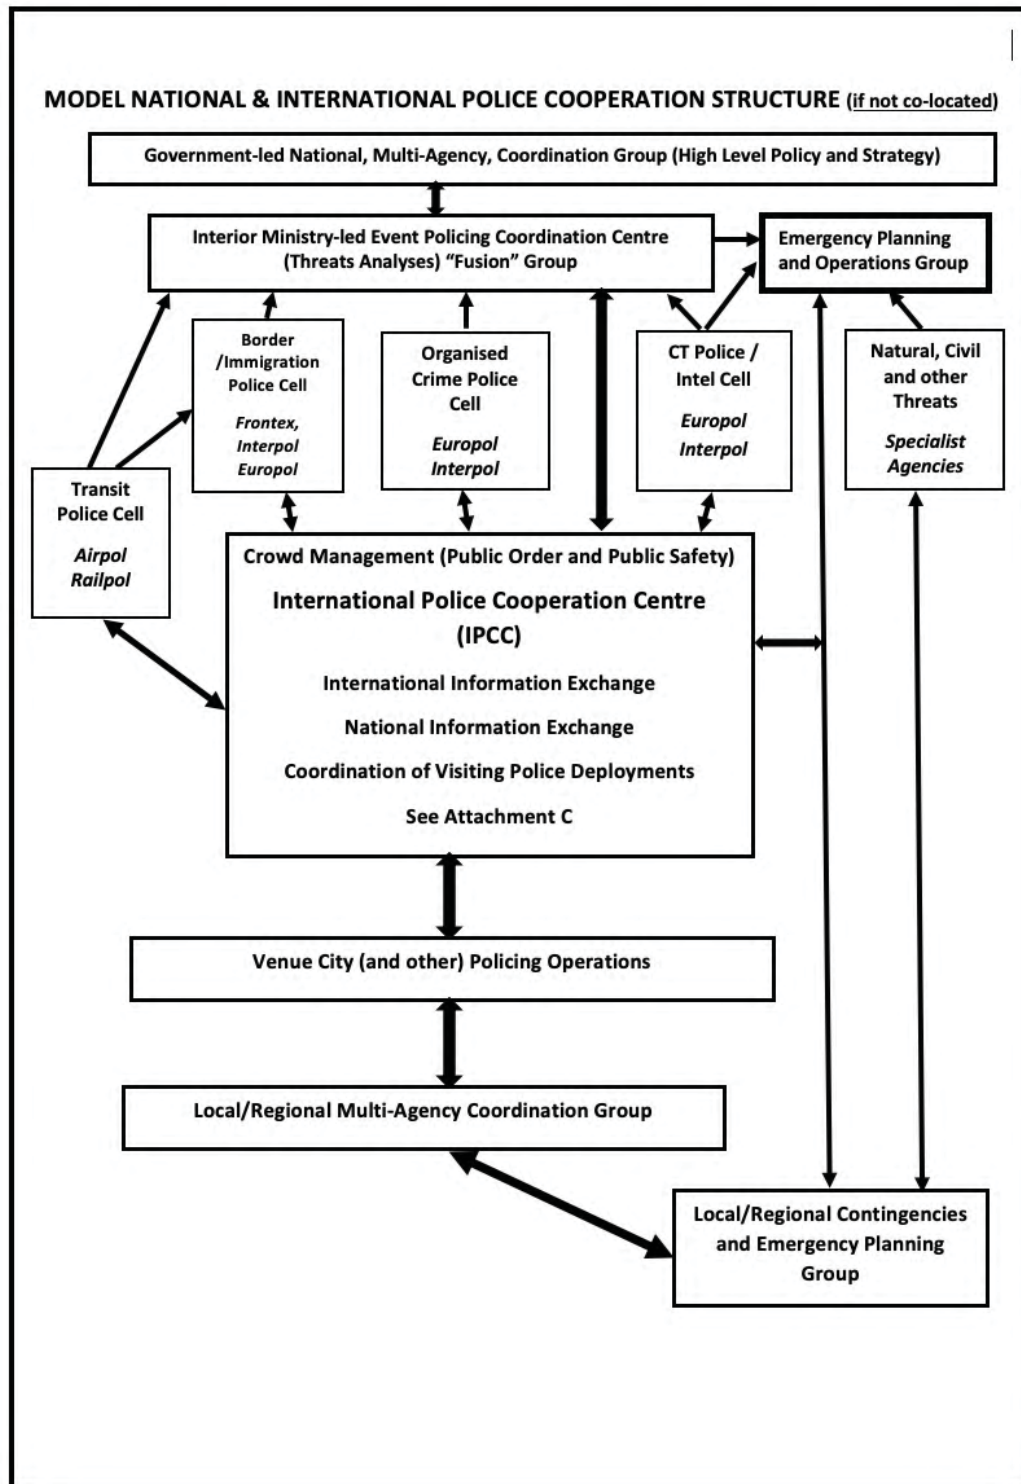 MODEL NATIONAL & INTERNATIONAL POLICE COOPERATION STRUCTURE (if not co-located)
Government-led National, Multi-Agency, Coordination Group (High Level Policy and Strategy)
Interior Ministry-led Event Policing Coordination Centre
(Threats Analyses) “Fusion” Group
Emergency Planning
and Operations Group
Border
/Immigration
Police Cell
Frontex,
Interpol
Europol
Organised
Crime Police
Cell
Europol
Interpol
CT Police /
Intel Cell
Europol
Interpol
Natural, Civil
and other
Threats
Specialist
Agencies
Transit
Police Cell
Airpol
Railpol
Crowd Management (Public Order and Public Safety)
International Police Cooperation Centre
(IPCC)
International Information Exchange
National Information Exchange
Coordination of Visiting Police Deployments
See Attachment C
Venue City (and other) Policing Operations
Local/Regional Multi-Agency Coordination Group
Local/Regional Contingencies
and Emergency Planning
Group